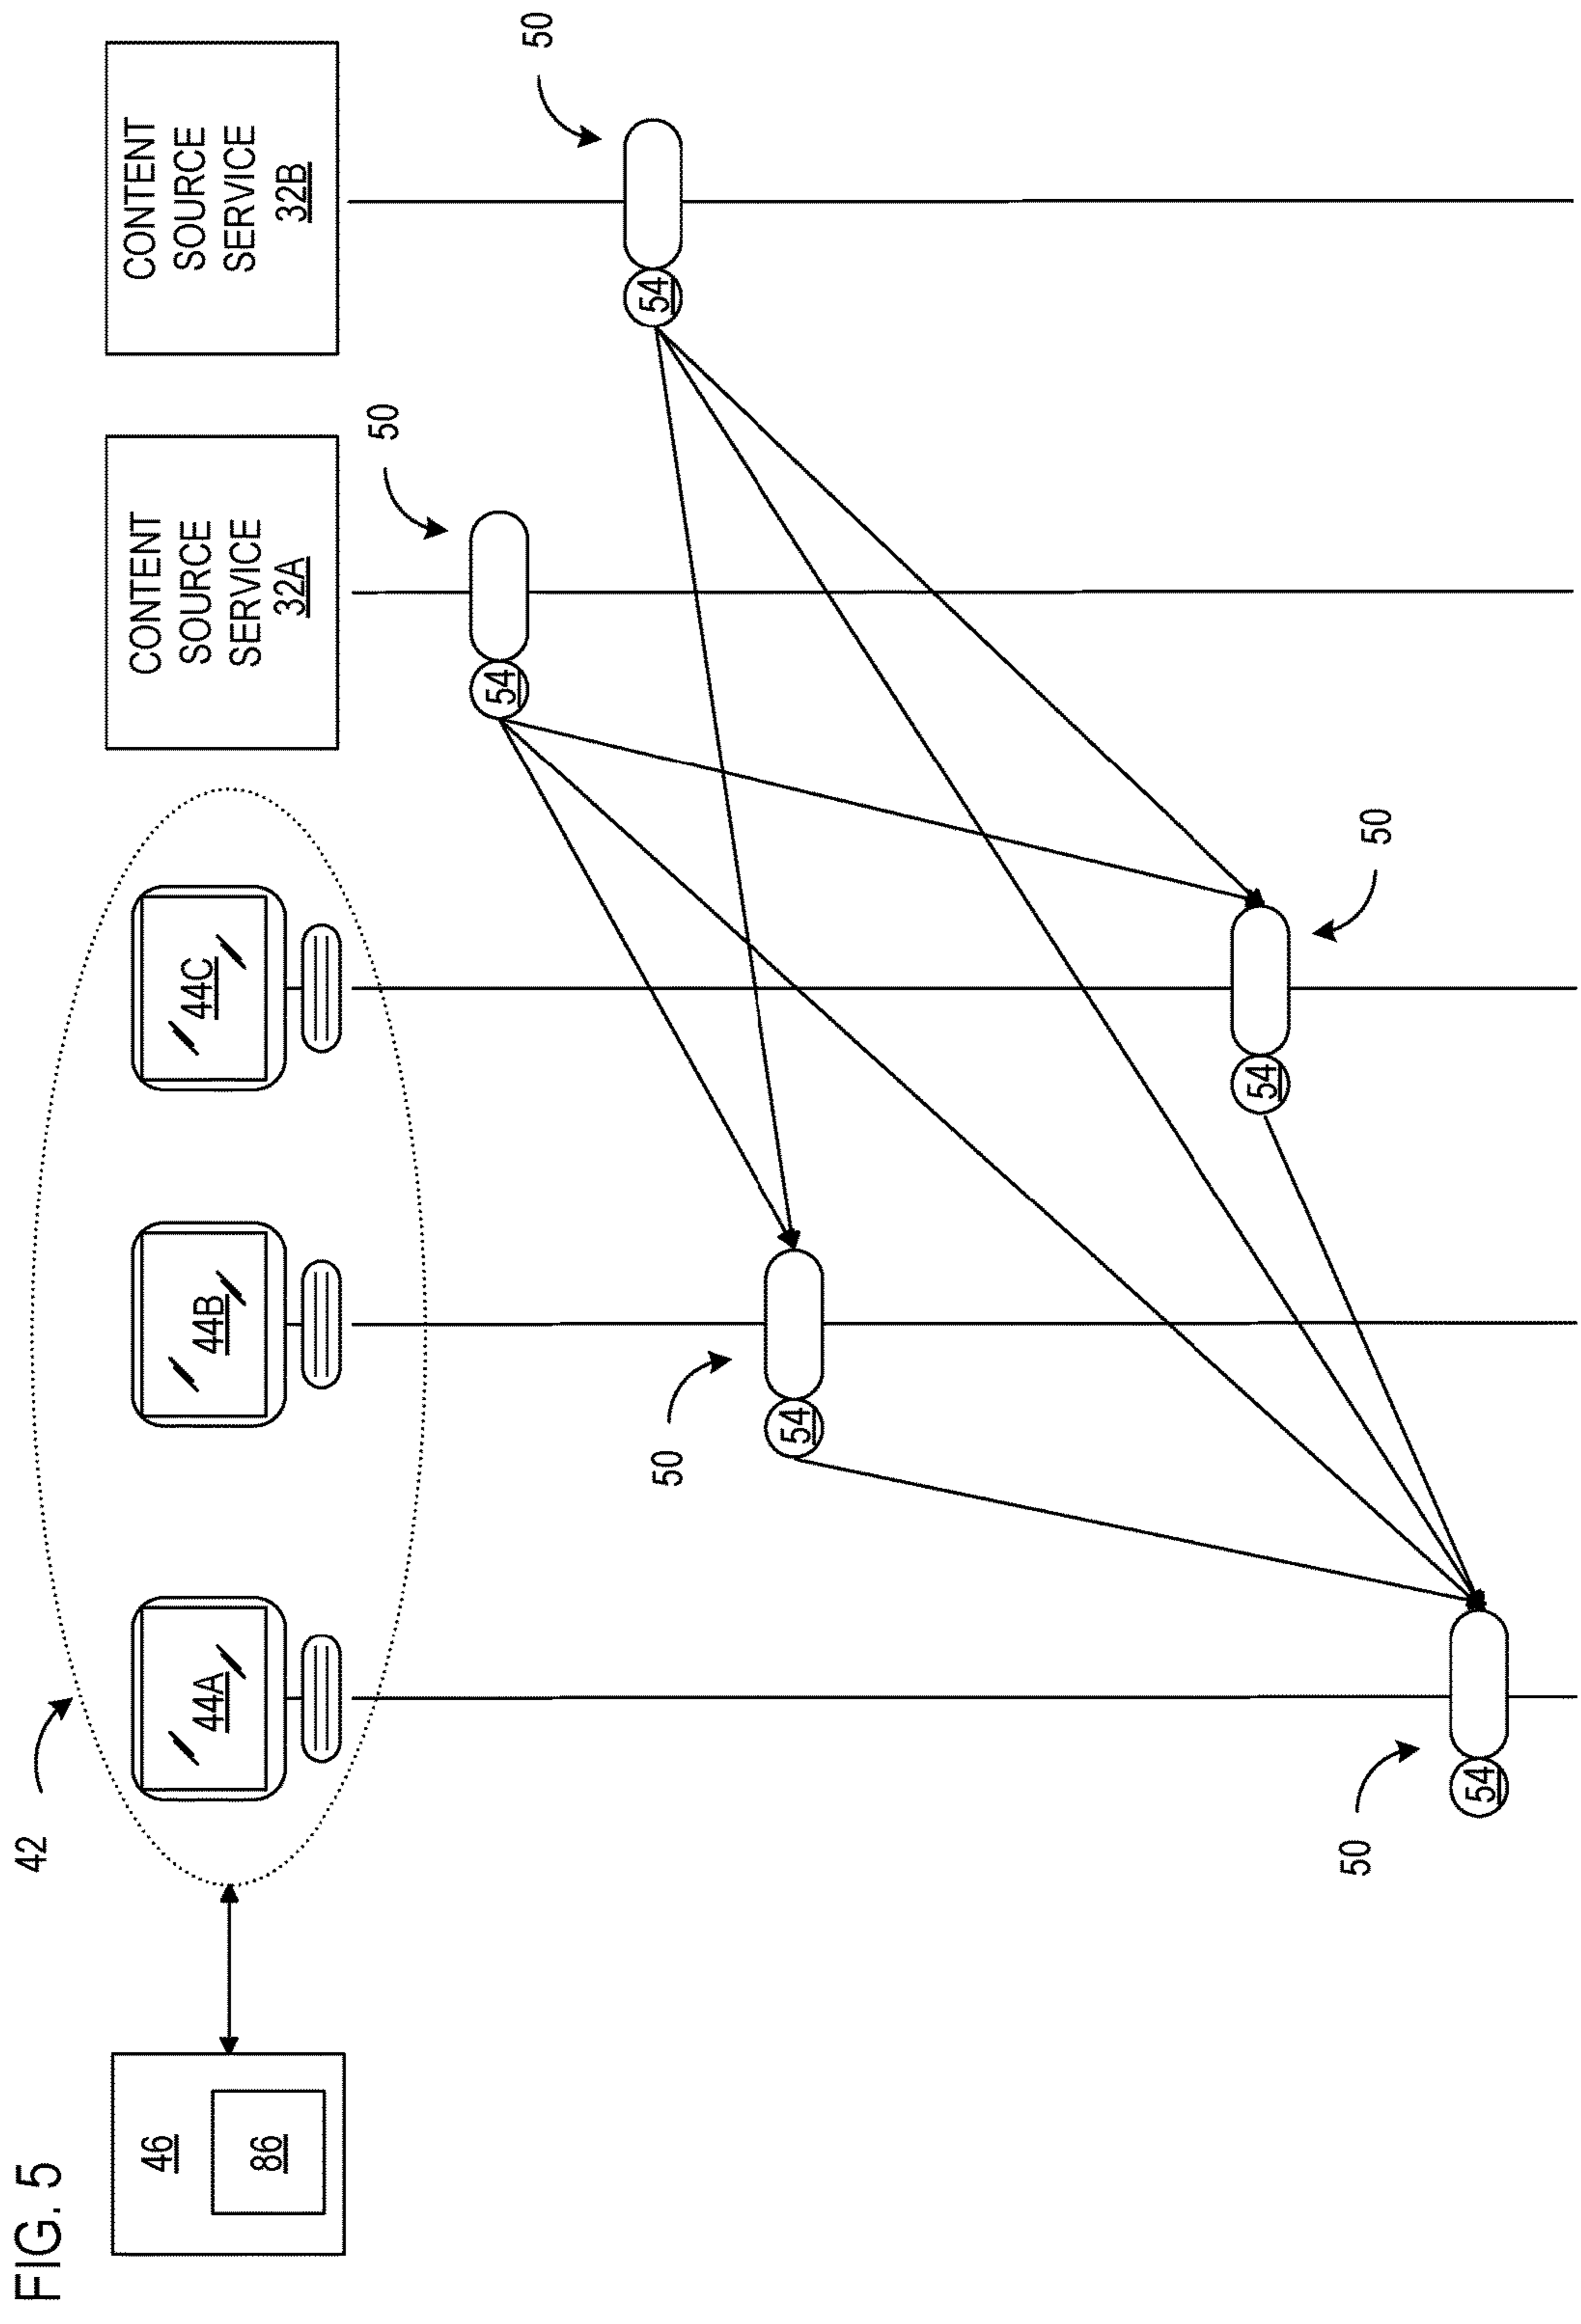 FIG. 5
46
86
42
44A
44B
44C
CONTENT
SOURCE
SERVICE
32A
CONTENT
SOURCE
SERVICE
32B
50
54
50
54
50
54
50
54
50
54